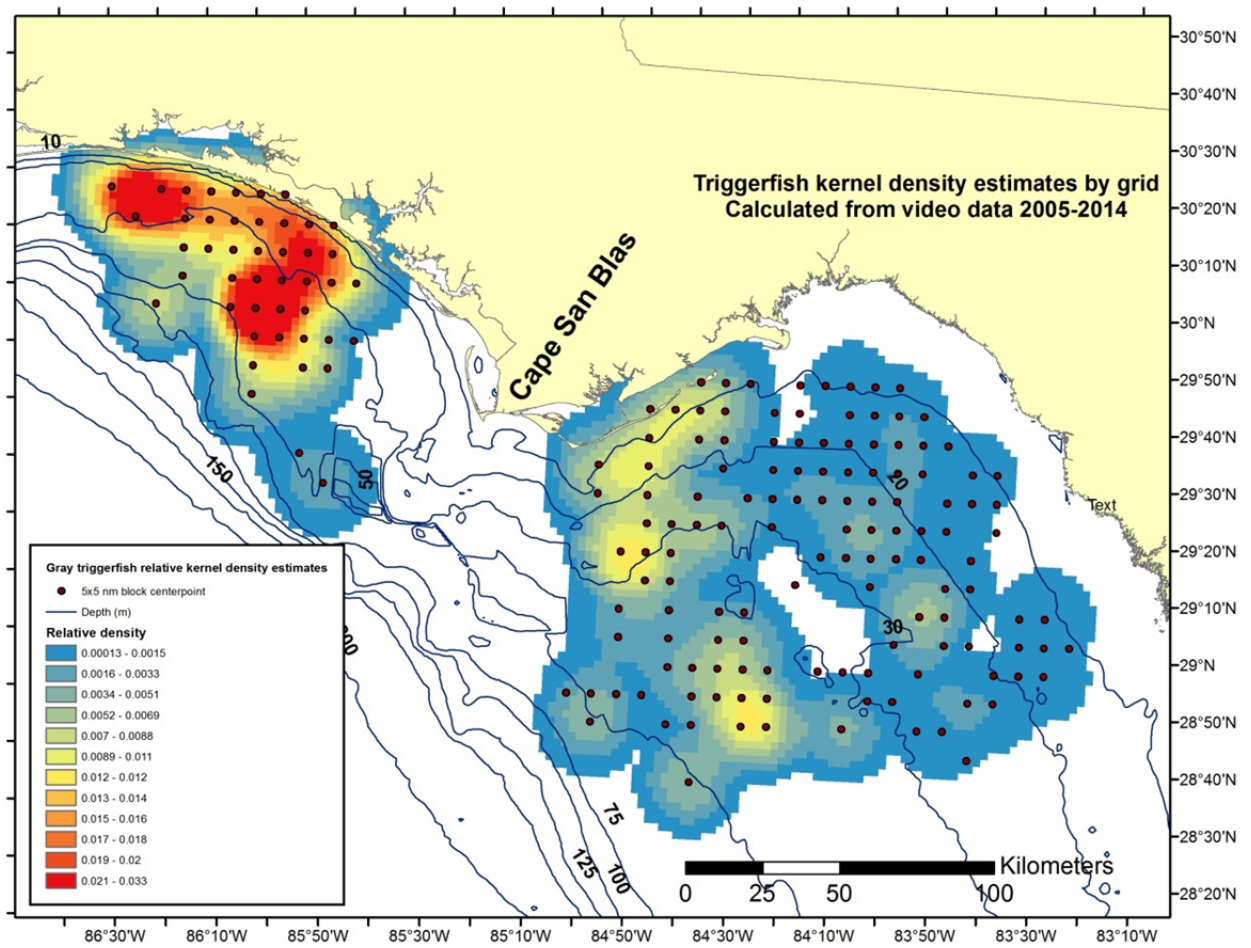 10
30°50'N
30°40'N
30°30'N
Triggerfish kernel density estimates by grid
Calculated from video data 2005-2014
30°20'N
30°10'N
Cape San Blas
30°N
29°50'N
29°40'N
150
50
20
29°30'N
Text
29°20'N
29°10'N
30
29°N
28°50'N
28°40'N
28°30'N
28°20'N
Gray triggerfish relative kernel density estimates
5x5 nm block centerpoint
Depth (m)
Relative density
0.00013 - 0.0015
0.0016 - 0.0033
0.0034 - 0.0051
0.0052 - 0.0069
0.007 - 0.0088
0.0089 - 0.011
0.012 - 0.012
0.013 - 0.014
0.015 - 0.016
0.017 - 0.018
0.019 - 0.02
0.021 - 0.033
75
125
100
Kilometers
0 25 50 100
86°30'W 86°10'W 85°50'W 85°30'W 85°10'W 84°50'W 84°30'W 84°10'W 83°50'W 83°30'W 83°10'W